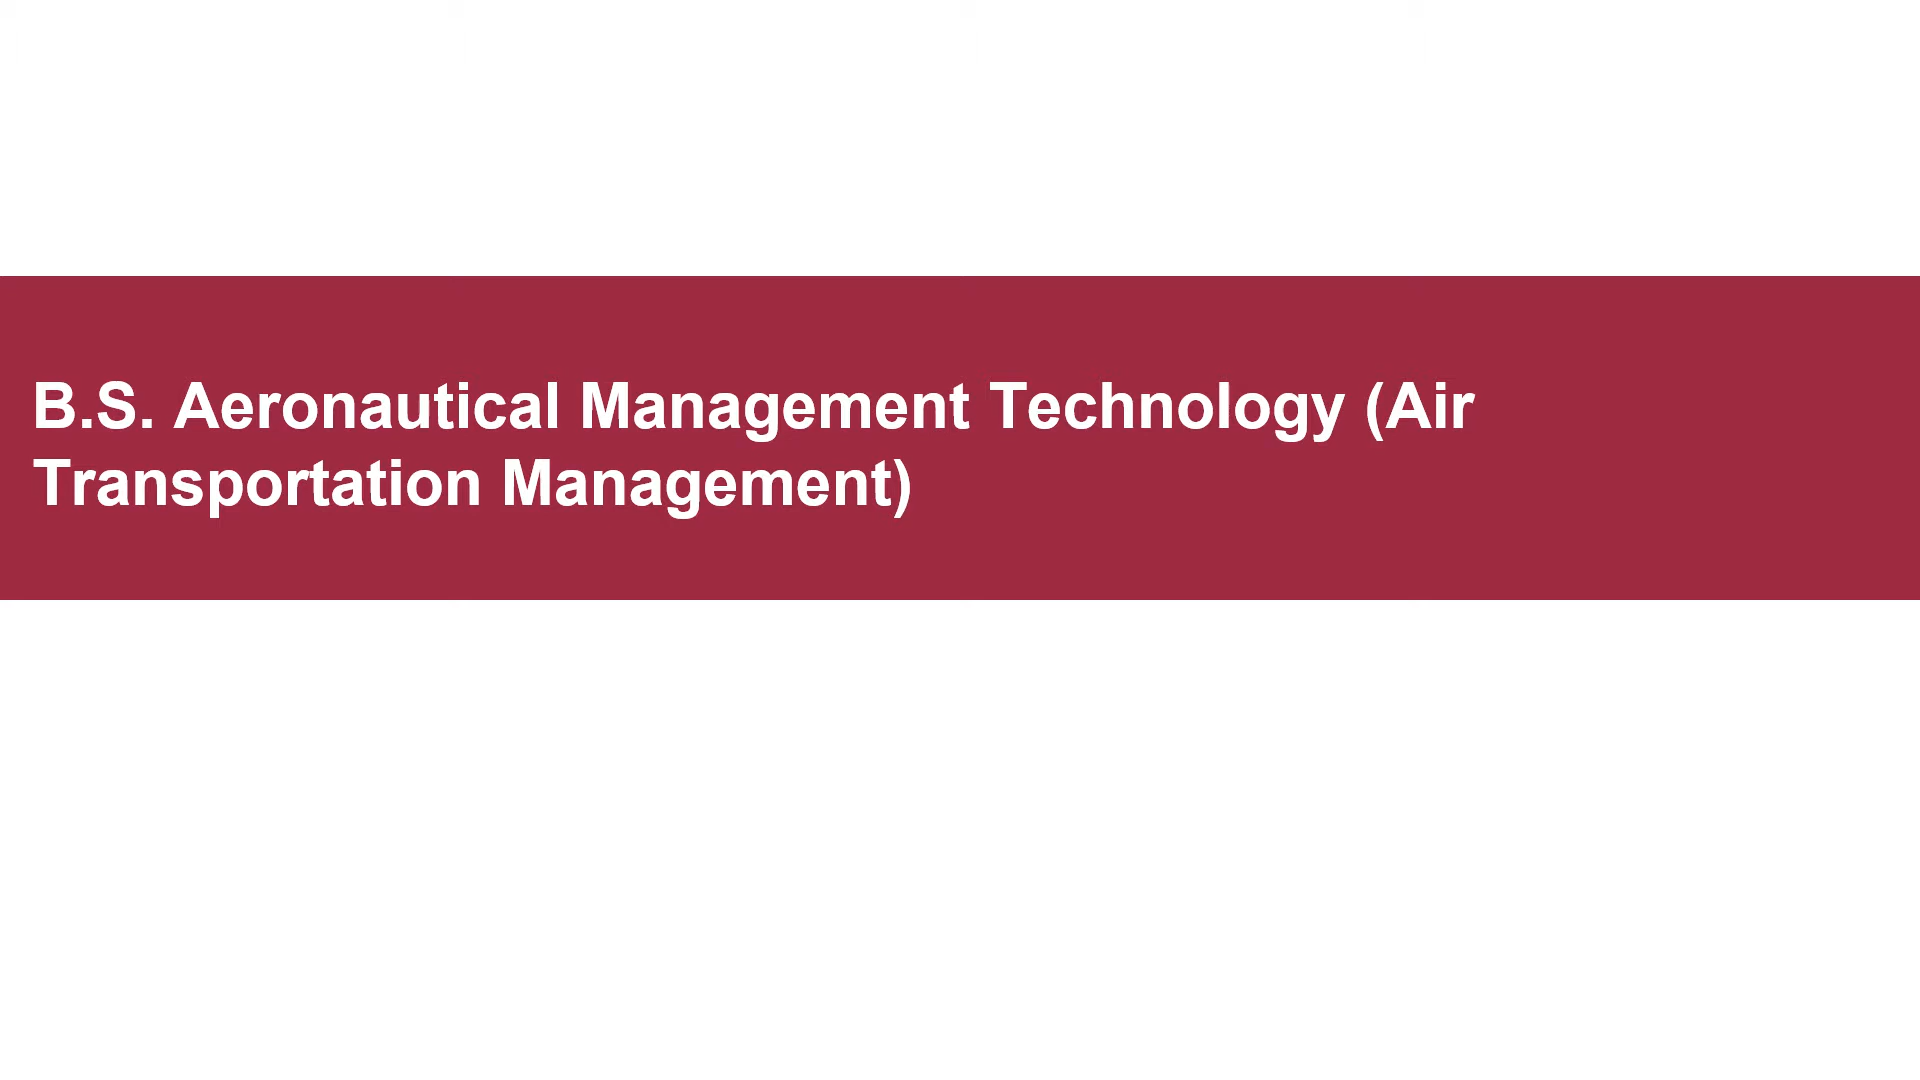 B.S. Aeronautical Management Technology (Air
Transportation Management)